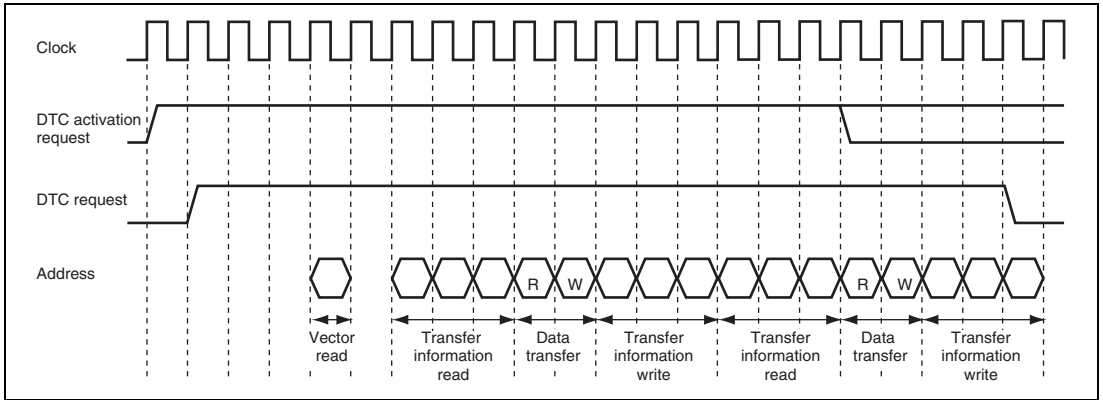 Clock
DTC activation
request
DTC request
Address
R W R W
Vector
read
Transfer
information
read
Data
transfer
Transfer
information
write
Transfer
information
read
Data
transfer
Transfer
information
write